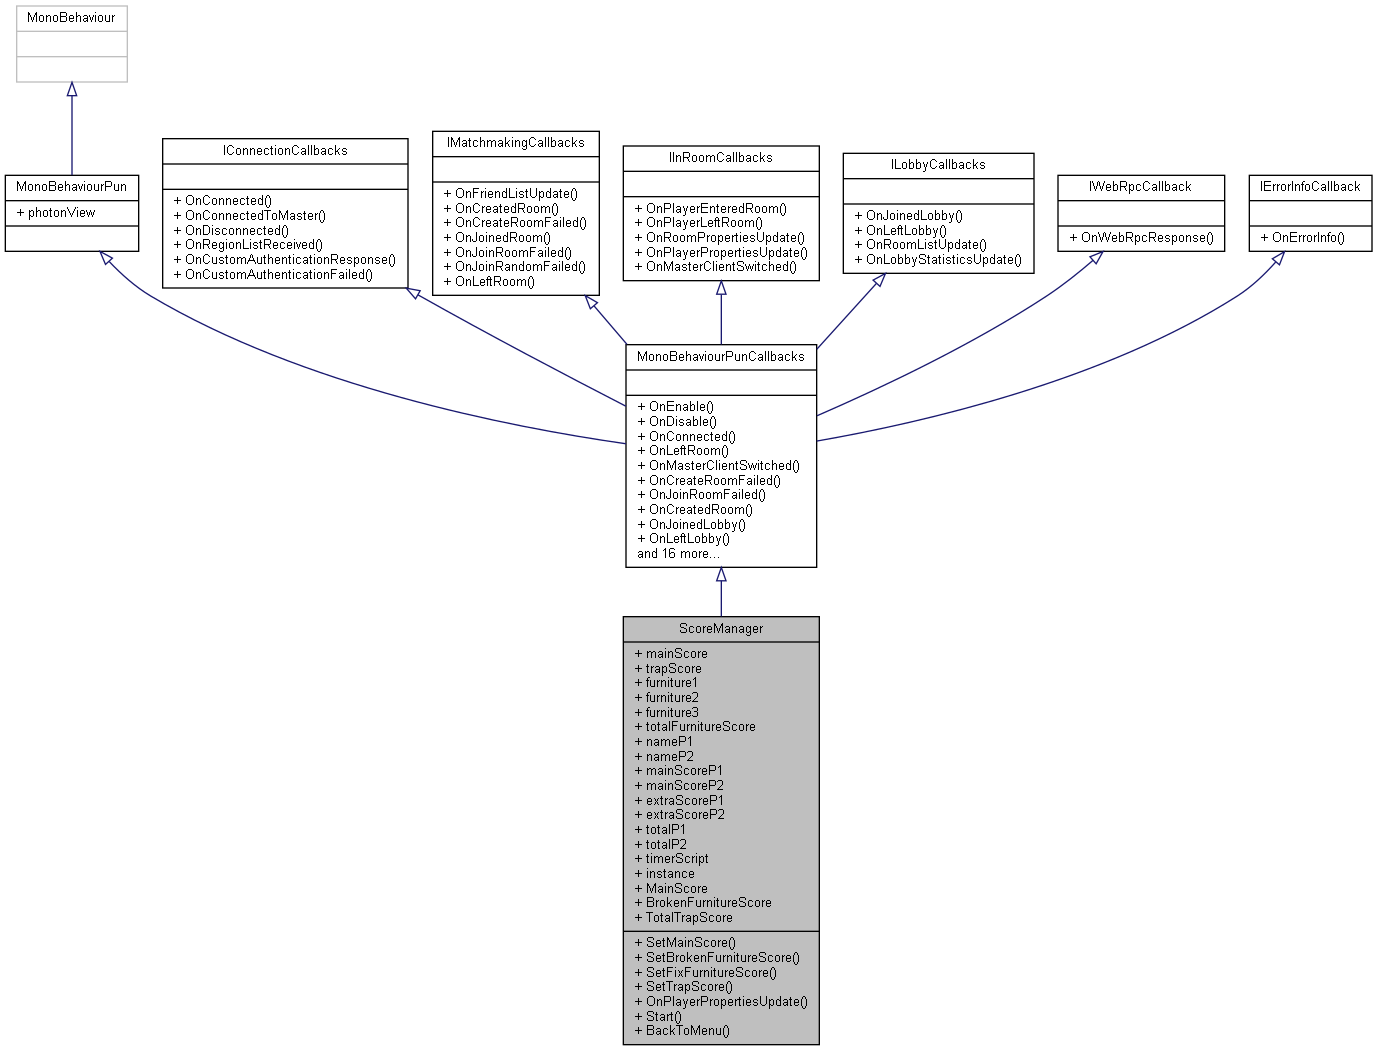 MonoBehaviour
MonoBehaviourPun
+ photonView
IConnectionCallbacks
+ OnConnected()
+ OnConnectedToMaster()
+ OnDisconnected()
+ OnRegionListReceived()
+ OnCustomAuthenticationResponse()
+ OnCustomAuthenticationFailed()
IMatchmakingCallbacks
+ OnFriendListUpdate()
+ OnCreatedRoom()
+ OnCreateRoomFailed()
+ OnJoinedRoom()
+ OnJoinRoomFailed()
+ OnJoinRandomFailed()
+ OnLeftRoom()
IInRoomCallbacks
+ OnPlayerEnteredRoom()
+ OnPlayerLeftRoom()
+ OnRoomPropertiesUpdate()
+ OnPlayerPropertiesUpdate()
+ OnMasterClientSwitched()
ILobbyCallbacks
+ OnJoinedLobby()
+ OnLeftLobby()
+ OnRoomListUpdate()
+ OnLobbyStatisticsUpdate()
IWebRpcCallback
+ OnWebRpcResponse()
IErrorInfoCallback
+ OnErrorInfo()
MonoBehaviourPunCallbacks
+ OnEnable()
+ OnDisable()
+ OnConnected()
+ OnLeftRoom()
+ OnMasterClientSwitched()
+ OnCreateRoomFailed()
+ OnJoinRoomFailed()
+ OnCreatedRoom()
+ OnJoinedLobby()
+ OnLeftLobby()
and 16 more...
ScoreManager
+ mainScore
+ trapScore
+ furniture1
+ furniture2
+ furniture3
+ totalFurnitureScore
+ nameP1
+ nameP2
+ mainScoreP1
+ mainScoreP2
+ extraScoreP1
+ extraScoreP2
+ totalP1
+ totalP2
+ timerScript
+ instance
+ MainScore
+ BrokenFurnitureScore
+ TotalTrapScore
+ SetMainScore()
+ SetBrokenFurnitureScore()
+ SetFixFurnitureScore()
+ SetTrapScore()
+ OnPlayerPropertiesUpdate()
+ Start()
+ BackToMenu()